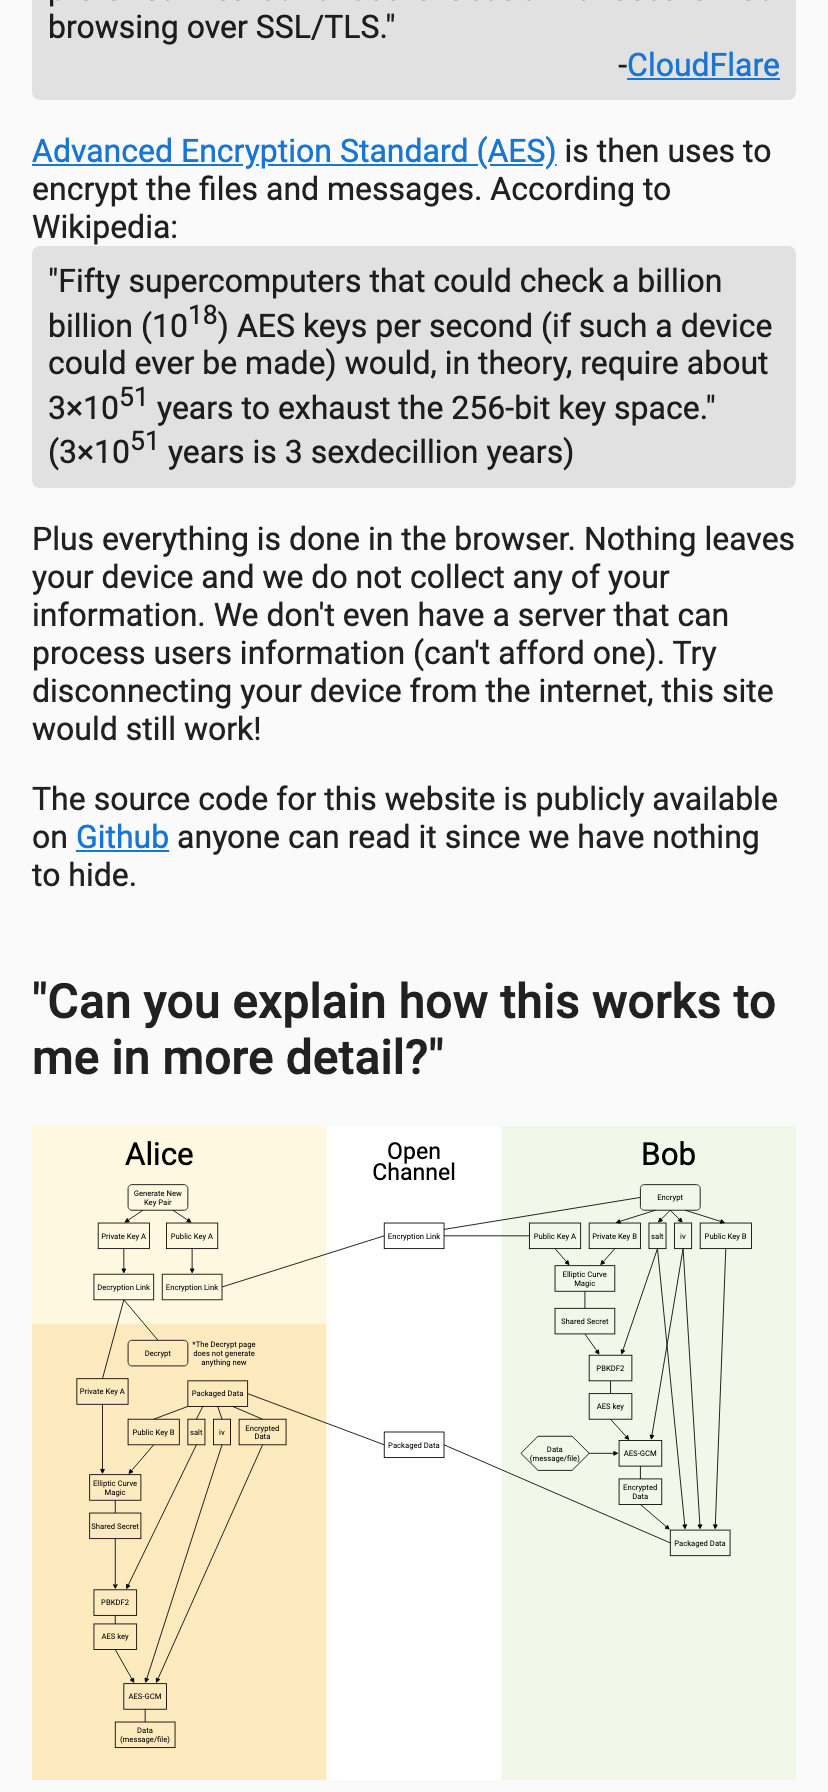 browsing over SSL/TLS."
-CloudFlare
Advanced Encryption Standard (AES) is then uses to
encrypt the files and messages. According to
Wikipedia:
"Fifty supercomputers that could check a billion
billion (10^18) AES keys per second (if such a device
could ever be made) would, in theory, require about
3×10^51 years to exhaust the 256-bit key space."
(3×10^51 years is 3 sexdecillion years)
Plus everything is done in the browser. Nothing leaves
your device and we do not collect any of your
information. We don't even have a server that can
process users information (can't afford one). Try
disconnecting your device from the internet, this site
would still work!
The source code for this website is publicly available
on Github anyone can read it since we have nothing
to hide.
"Can you explain how this works to
me in more detail?"
Alice
Generate New
Key Pair
Private Key A
Public Key A
Decryption Link
Encryption Link
Decrypt
*The Decrypt page
does not generate
anything new
Private Key A
Packaged Data
Public Key B
salt
iv
Encrypted
Data
Elliptic Curve
Magic
Shared Secret
PBKDF2
AES key
AES-GCM
Data
(message/file)
Open
Channel
Encryption Link
Packaged Data
Bob
Encrypt
Public Key A
Private Key B
salt
iv
Public Key B
Elliptic Curve
Magic
Shared Secret
PBKDF2
AES key
Data
(message/file)
AES-GCM
Encrypted
Data
Packaged Data